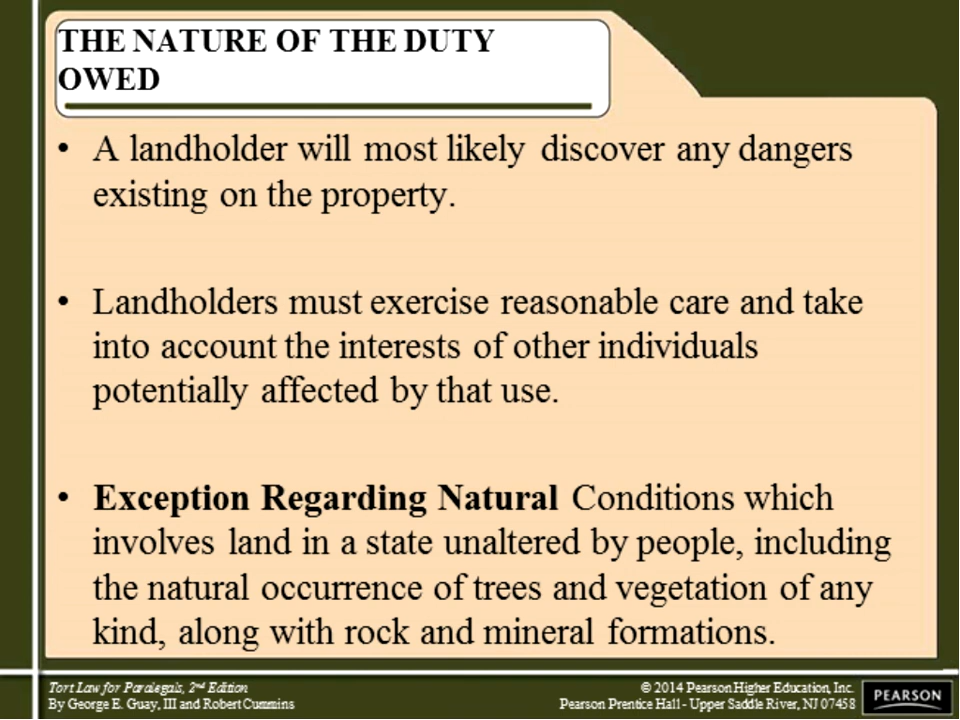 THE NATURE OF THE DUTY
OWED
• A landholder will most likely discover any dangers
existing on the property.
• Landholders must exercise reasonable care and take
into account the interests of other individuals
potentially affected by that use.
• Exception Regarding Natural Conditions which
involves land in a state unaltered by people, including
the natural occurrence of trees and vegetation of any
kind, along with rock and mineral formations.
Tort Law for Paralegals, 2nd Edition
By George E. Guay, III and Robert Cummins
© 2014 Pearson Higher Education, Inc.
Pearson Prentice Hall - Upper Saddle River, NJ 07458
PEARSON